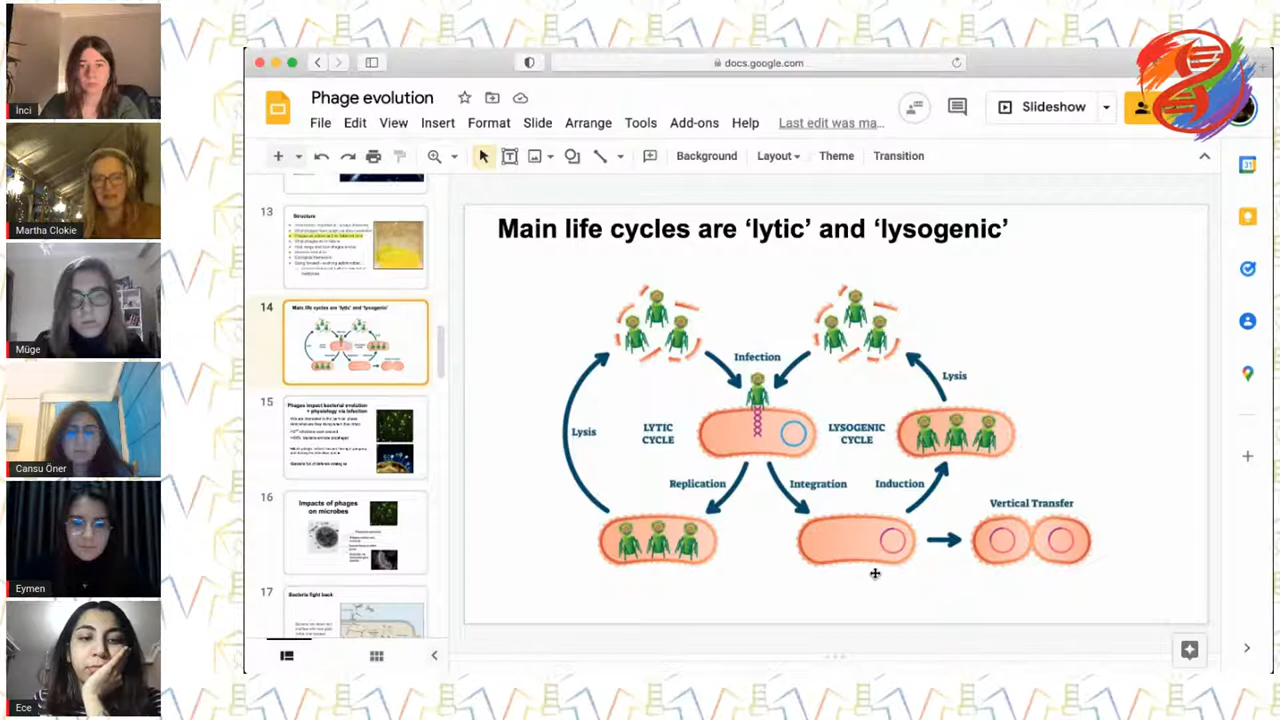 İnci
Martha Clokie
Müge
Cansu Öner
Eymen
Ece
docs.google.com
Phage evolution
Slideshow
File Edit View Insert Format Arrange Tools Add-ons Help Last edit was ma...
Background Layout Theme Transition
13
Structure
14
Main life cycles are 'lytic' and 'lysogenic'
15
Phages impact bacterial evolution
+ physiology via infection
16
Impacts of phages
on microbes
17
Bacteria fight back
Main life cycles are 'lytic' and 'lysogenic'
Infection
Lysis
LYTIC
CYCLE
LYSOGENIC
CYCLE
Lysis
Replication
Integration
Induction
Vertical Transfer